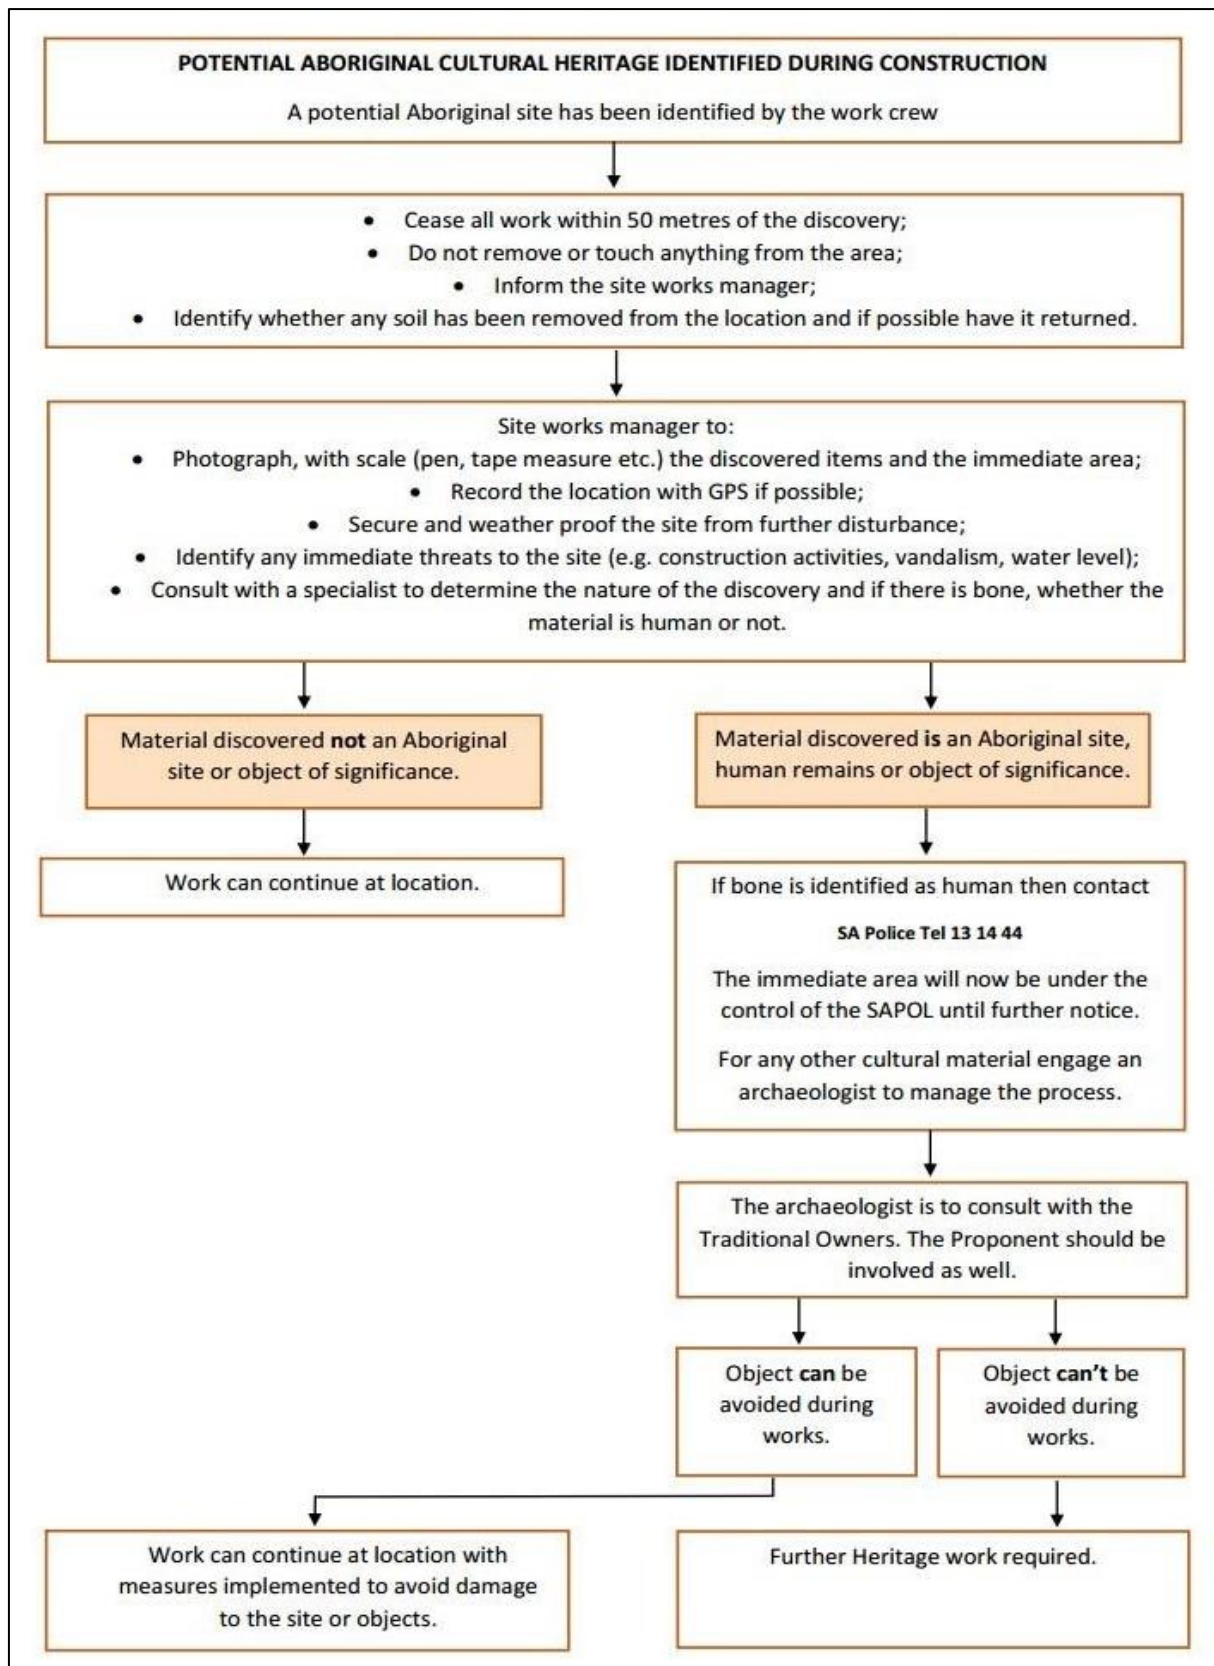 POTENTIAL ABORIGINAL CULTURAL HERITAGE IDENTIFIED DURING CONSTRUCTION
A potential Aboriginal site has been identified by the work crew
• Cease all work within 50 metres of the discovery;
• Do not remove or touch anything from the area;
• Inform the site works manager;
• Identify whether any soil has been removed from the location and if possible have it returned.
Site works manager to:
• Photograph, with scale (pen, tape measure etc.) the discovered items and the immediate area;
• Record the location with GPS if possible;
• Secure and weather proof the site from further disturbance;
• Identify any immediate threats to the site (e.g. construction activities, vandalism, water level);
• Consult with a specialist to determine the nature of the discovery and if there is bone, whether the
material is human or not.
Material discovered not an Aboriginal
site or object of significance.
Work can continue at location.
Material discovered is an Aboriginal site,
human remains or object of significance.
If bone is identified as human then contact
SA Police Tel 13 14 44
The immediate area will now be under the
control of the SAPOL until further notice.
For any other cultural material engage an
archaeologist to manage the process.
The archaeologist is to consult with the
Traditional Owners. The Proponent should be
involved as well.
Object can be
avoided during
works.
Object can't be
avoided during
works.
Work can continue at location with
measures implemented to avoid damage
to the site or objects.
Further Heritage work required.